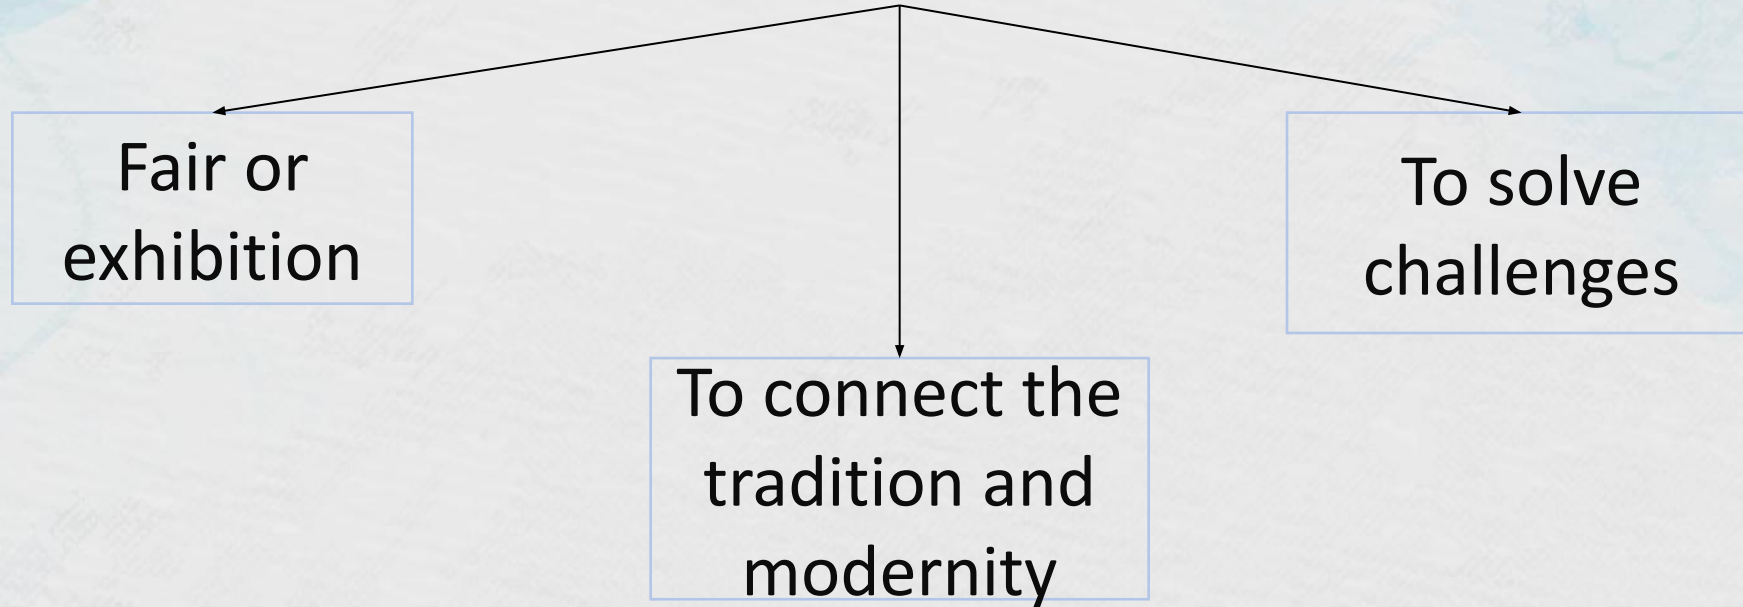 Fair or
exhibition
To connect the
tradition and
modernity
To solve
challenges